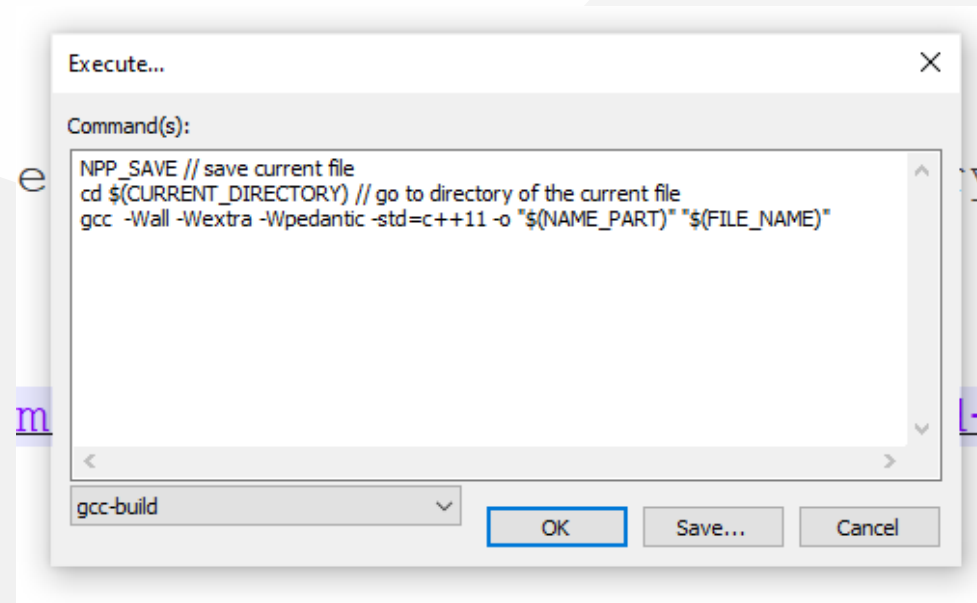 Execute...
Command(s):
NPP_SAVE // save current file
cd $(CURRENT_DIRECTORY) // go to directory of the current file
gcc  -Wall -Wextra -Wpedantic -std=c++11 -o "$(NAME_PART)" "$(FILE_NAME)"
e
m
gcc-build
OK Save... Cancel